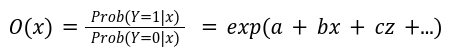 O(x) = Prob(Y=1|x) / Prob(Y=0|x) = exp(a + bx + cz +...)